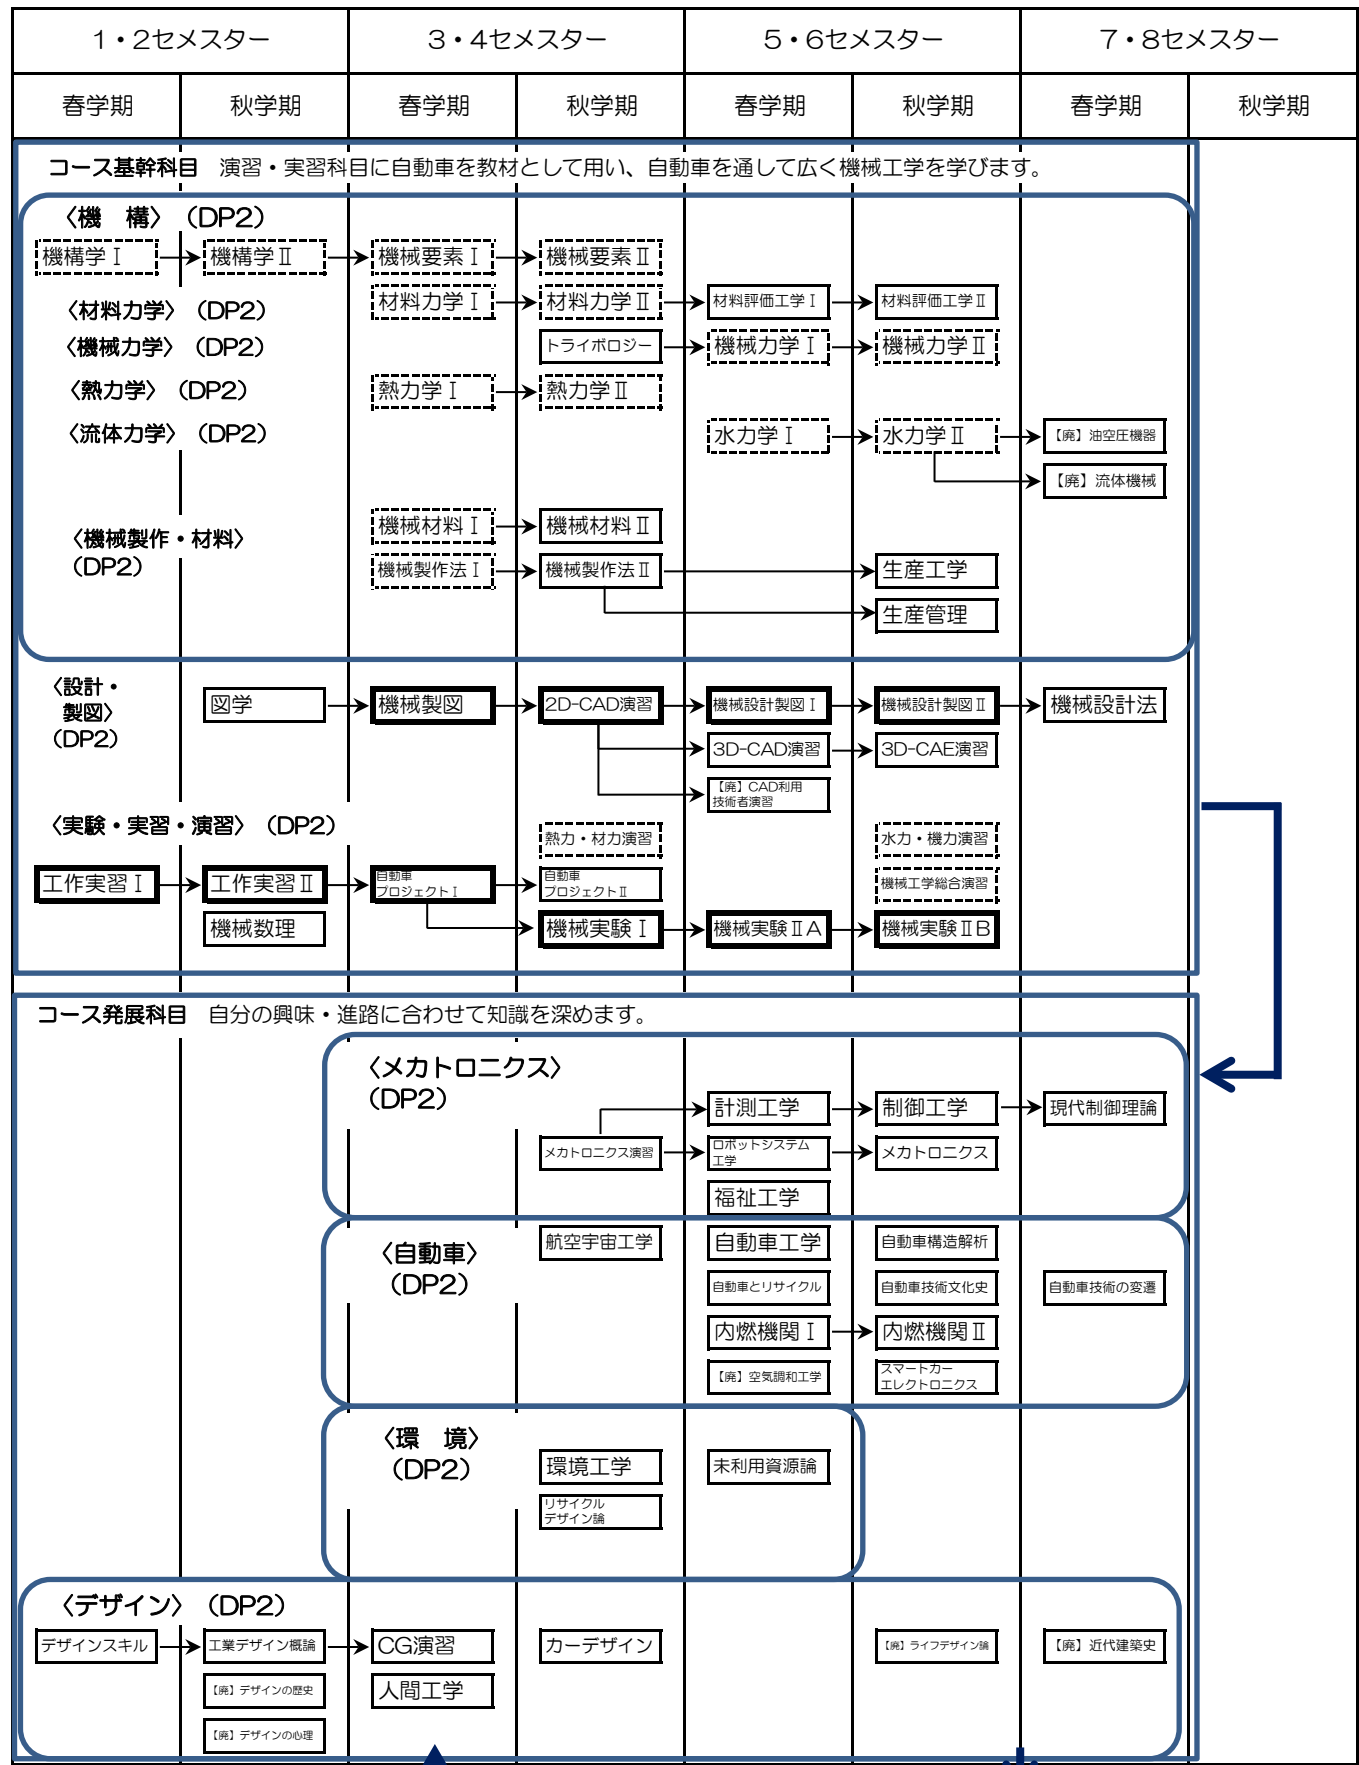 1・2セメスター 3・4セメスター 5・6セメスター 7・8セメスター
春学期 秋学期 春学期 秋学期 春学期 秋学期 春学期 秋学期
コース基幹科目 演習・実習科目に自動車を教材として用い、自動車を通して広く機械工学を学びます。
〈機 構〉（DP2）
機構学Ⅰ 機構学Ⅱ 機械要素Ⅰ 機械要素Ⅱ
〈材料力学〉（DP2） 材料力学Ⅰ 材料力学Ⅱ 材料評価工学Ⅰ 材料評価工学Ⅱ
〈機械力学〉（DP2） トライボロジー 機械力学Ⅰ 機械力学Ⅱ
〈熱力学〉（DP2） 熱力学Ⅰ 熱力学Ⅱ
〈流体力学〉（DP2） 水力学Ⅰ 水力学Ⅱ 【廃】油空圧機器
【廃】流体機械
〈機械製作・材料〉 機械材料Ⅰ 機械材料Ⅱ
（DP2） 機械製作法Ⅰ 機械製作法Ⅱ 生産工学
生産管理
〈設計・
製図〉
（DP2）
図学 機械製図 2D-CAD演習 機械設計製図Ⅰ 機械設計製図Ⅱ 機械設計法
3D-CAD演習 3D-CAE演習
【廃】CAD利用
技術者演習
〈実験・実習・演習〉（DP2）
熱力・材力演習 水力・機力演習
工作実習Ⅰ 工作実習Ⅱ 自動車
プロジェクトⅠ
自動車
プロジェクトⅡ
機械工学総合演習
機械数理 機械実験Ⅰ 機械実験ⅡA 機械実験ⅡB
コース発展科目 自分の興味・進路に合わせて知識を深めます。
〈メカトロニクス〉
（DP2）
計測工学 制御工学 現代制御理論
メカトロニクス演習 ロボットシステム
工学
メカトロニクス
福祉工学
〈自動車〉
（DP2）
航空宇宙工学 自動車工学 自動車構造解析
自動車とリサイクル 自動車技術文化史 自動車技術の変遷
内燃機関Ⅰ 内燃機関Ⅱ
【廃】空気調和工学 スマートカー
エレクトロニクス
〈環 境〉
（DP2）
環境工学 未利用資源論
リサイクル
デザイン論
〈デザイン〉（DP2）
デザインスキル 工業デザイン概論 CG演習 カーデザイン 【廃】ライフデザイン論 【廃】近代建築史
【廃】デザインの歴史 人間工学
【廃】デザインの心理